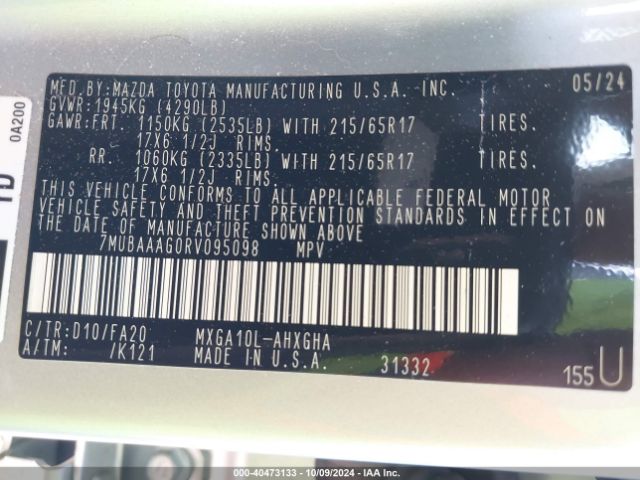 MFD.BY:MAZDA TOYOTA MANUFACTURING U.S.A. INC. 05/24
GVWR:1945KG (4290LB)
GAWR:FRT. 1150KG (2535LB) WITH 215/65R17 TIRES.
17X6 1/2J RIMS.
RR. 1060KG (2335LB) WITH 215/65R17 TIRES.
17X6 1/2J RIMS.
THIS VEHICLE CONFORMS TO ALL APPLICABLE FEDERAL MOTOR
VEHICLE SAFETY AND THEFT PREVENTION STANDARDS IN EFFECT ON
THE DATE OF MANUFACTURE SHOWN ABOVE
7MUBAAAG0RV095098 MPV
C/TR:D10/FA20 MXGA10L-AHXGHA
A/TM: /K121 MADE IN U.S.A. 31332 155U
0A200
000-40473133 - 10/09/2024 - IAA Inc.